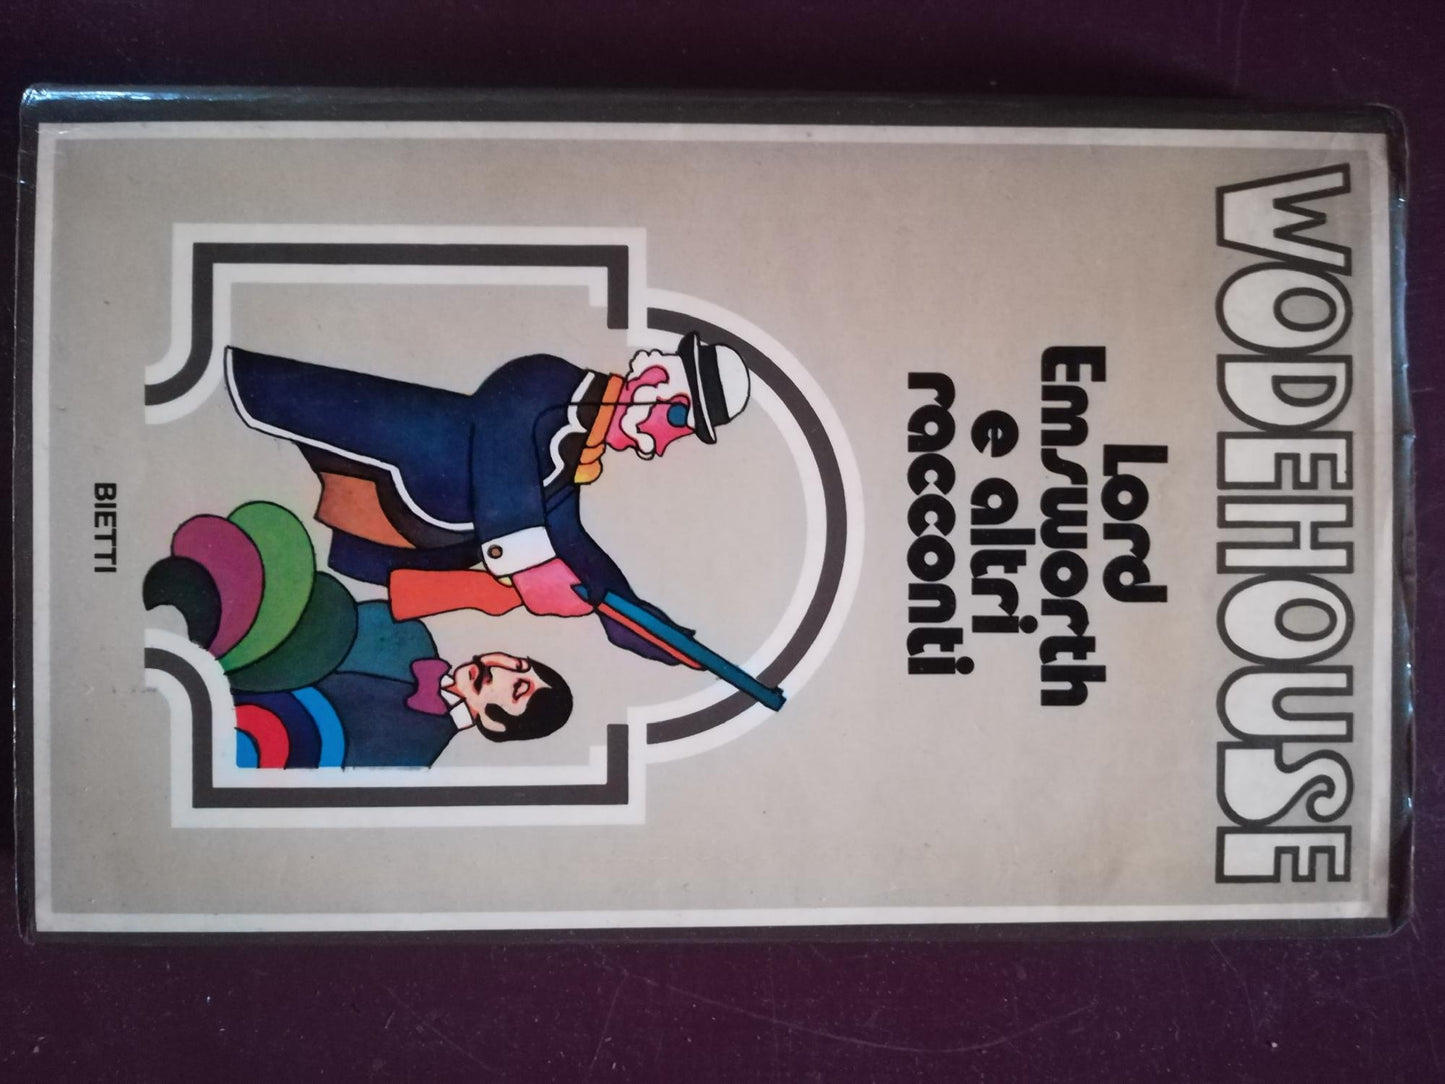 WODEHOUSE
Lord
Emsworth
e altri
racconti
BIETTI